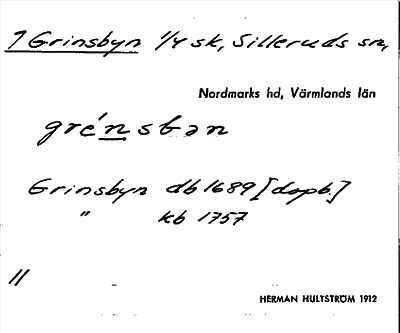 7 Grinsbyn 1/4 sk, Silleruds sn,
Nordmarks hd, Värmlands län
grénsbən
Grinsbyn db 1689 [dopb.]
" kb 1757
11
HERMAN HULTSTRÖM 1912